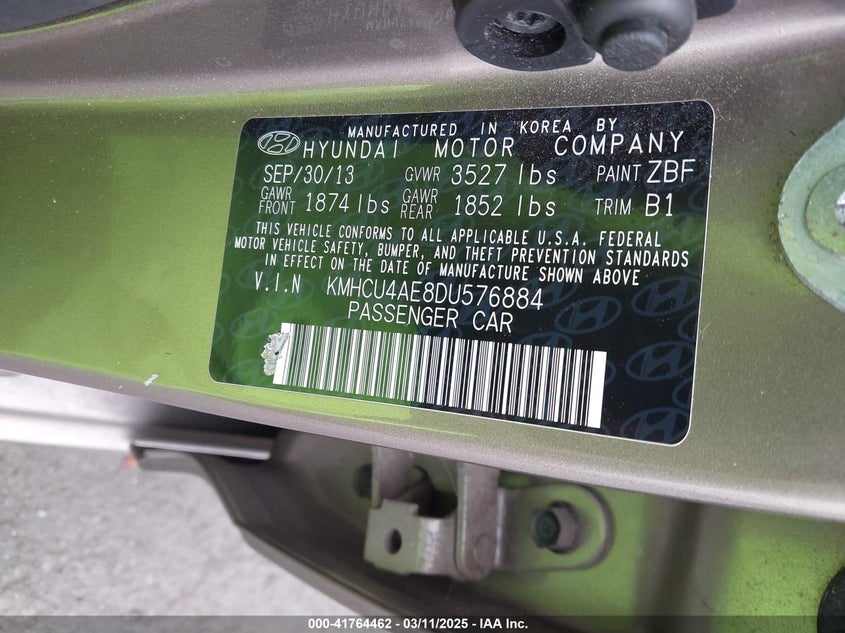 MANUFACTURED IN KOREA BY
HYUNDAI MOTOR COMPANY
SEP/30/13 GVWR 3527 lbs PAINT ZBF
GAWR FRONT 1874 lbs GAWR REAR 1852 lbs TRIM B1
THIS VEHICLE CONFORMS TO ALL APPLICABLE U.S.A. FEDERAL
MOTOR VEHICLE SAFETY, BUMPER, AND THEFT PREVENTION STANDARDS
IN EFFECT ON THE DATE OF MANUFACTURE SHOWN ABOVE
V.I.N KMHCU4AE8DU576884
PASSENGER CAR
000-41764462 - 03/11/2025 - IAA Inc.